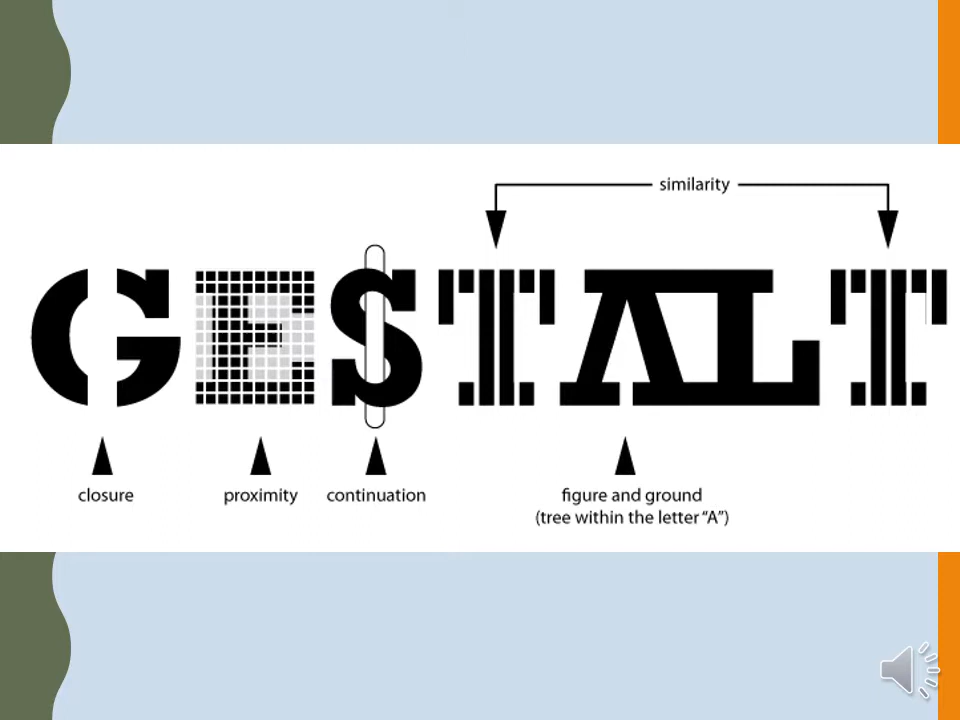 similarity
GESTALT
closure
proximity
continuation
figure and ground
(tree within the letter “A”)